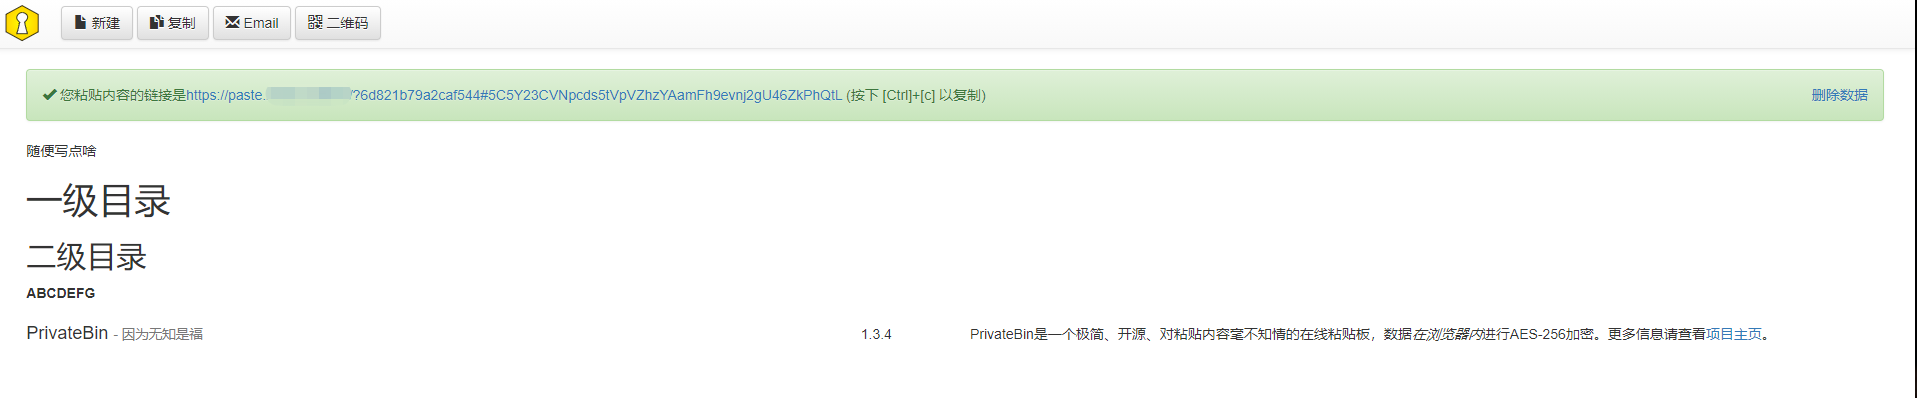 新建 复制 Email 二维码
您粘贴内容的链接是https://paste. /?6d821b79a2caf544#5C5Y23CVNpcds5tVpVZhzYAamFh9evnj2gU46ZkPhQtL (按下 [Ctrl]+[c] 以复制) 删除数据
随便写点啥
一级目录
二级目录
ABCDEFG
PrivateBin - 因为无知是福 1.3.4 PrivateBin是一个极简、开源、对粘贴内容毫不知情的在线粘贴板，数据在浏览器内进行AES-256加密。更多信息请查看项目主页。